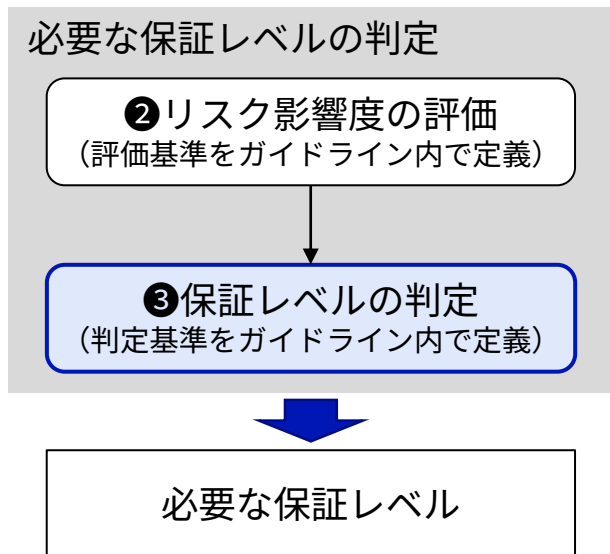 必要な保証レベルの判定
❷リスク影響度の評価
（評価基準をガイドライン内で定義）
❸保証レベルの判定
（判定基準をガイドライン内で定義）
必要な保証レベル